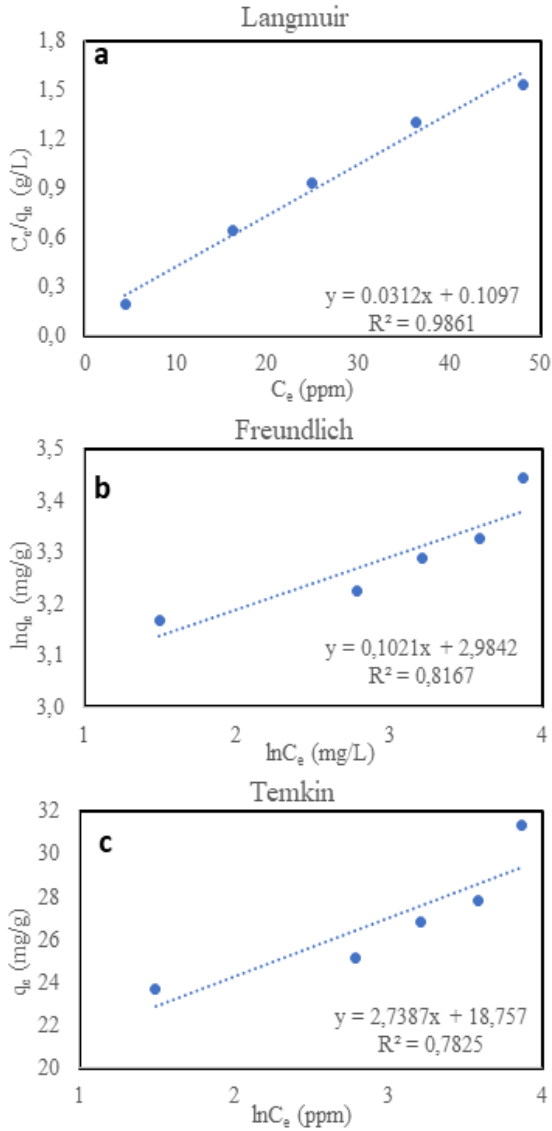 Langmuir
a
1,8
1,5
1,2
0,9
0,6
0,3
0,0
Cₑ/qₑ (g/L)
y = 0.0312x + 0.1097
R² = 0.9861
0 10 20 30 40 50
Cₑ (ppm)
Freundlich
b
3,5
3,4
3,3
3,2
3,1
3,0
lnqₑ (mg/g)
y = 0,1021x + 2,9842
R² = 0,8167
1 2 3 4
lnCₑ (mg/L)
Temkin
c
32
30
28
26
24
22
20
qₑ (mg/g)
y = 2,7387x + 18,757
R² = 0,7825
1 2 3 4
lnCₑ (ppm)